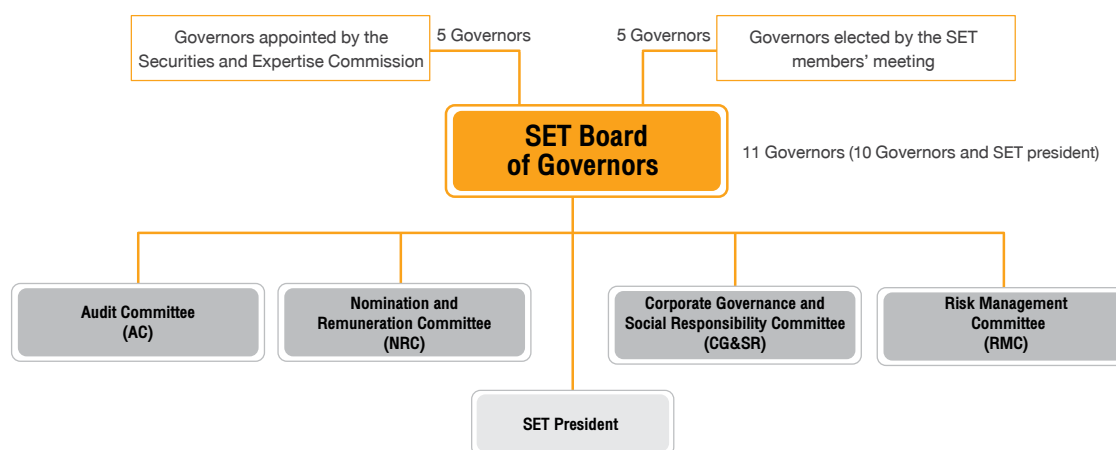 Governors appointed by the
Securities and Expertise Commission
5 Governors
5 Governors
Governors elected by the SET
members’ meeting
SET Board
of Governors
11 Governors (10 Governors and SET president)
Audit Committee
(AC)
Nomination and
Remuneration Committee
(NRC)
Corporate Governance and
Social Responsibility Committee
(CG&SR)
Risk Management
Committee
(RMC)
SET President